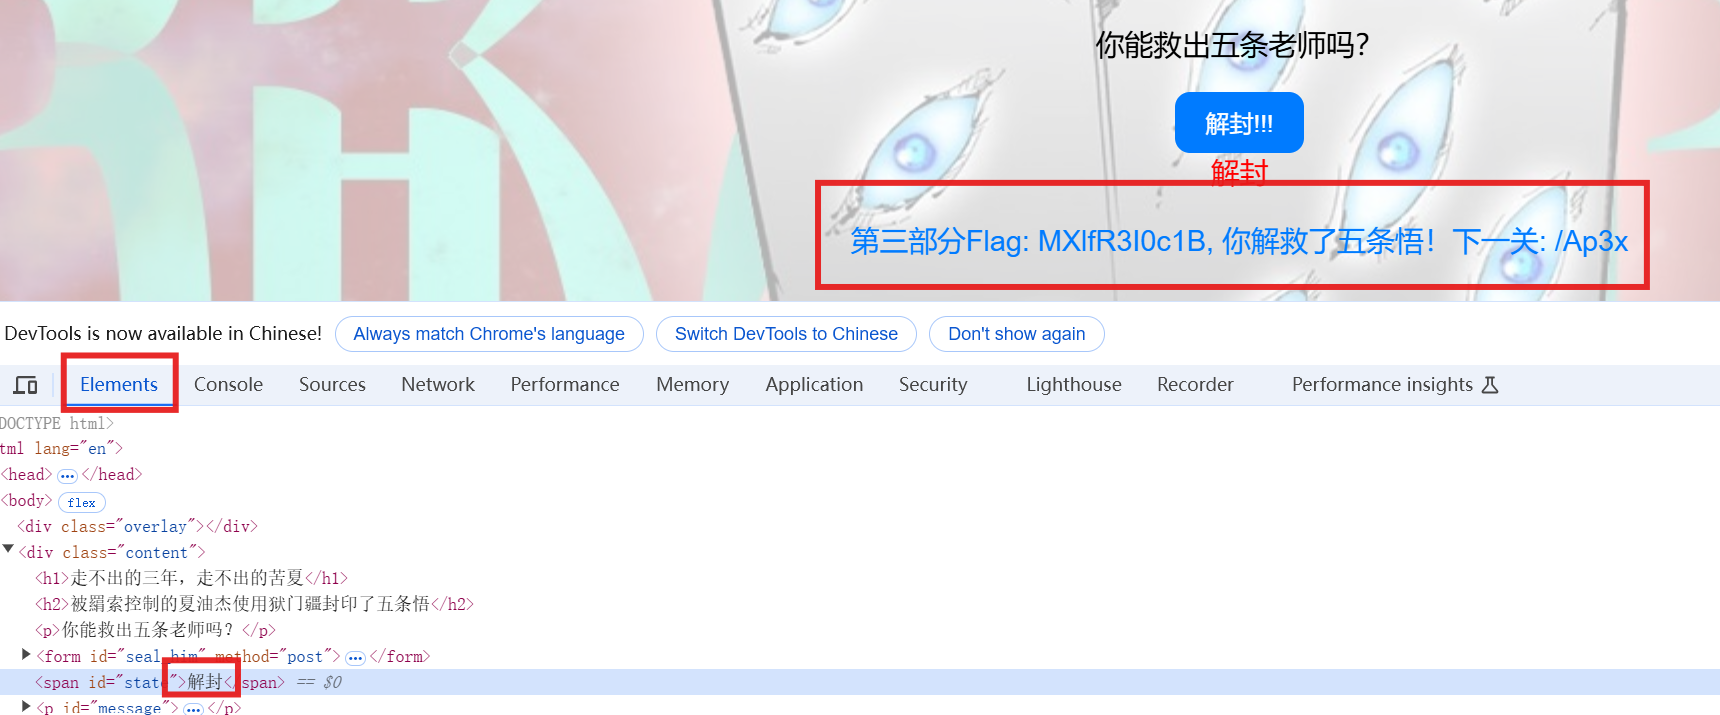 你能救出五条老师吗？
解封!!!
解封
第三部分Flag: MXlfR3I0c1B, 你解救了五条悟！下一关: /Ap3x
DevTools is now available in Chinese! Always match Chrome's language Switch DevTools to Chinese Don't show again
Elements Console Sources Network Performance Memory Application Security Lighthouse Recorder Performance insights
DOCTYPE html>
tml lang="en">
<head> ••• </head>
<body> flex
<div class="overlay"></div>
<div class="content">
<h1>走不出的三年，走不出的苦夏</h1>
<h2>被羂索控制的夏油杰使用狱门疆封印了五条悟</h2>
<p>你能救出五条老师吗？</p>
<form id="seal_him" method="post"> ••• </form>
<span id="state">解封</span> == $0
<p id="message"> ••• </p>